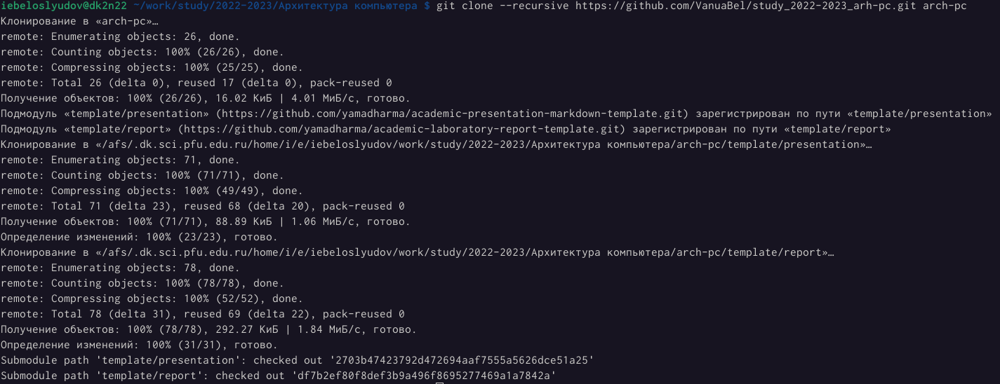 iebeloslyudov@dk2n22 ~/work/study/2022-2023/Архитектура компьютера $ git clone --recursive https://github.com/VanuaBel/study_2022-2023_arh-pc.git arch-pc
Клонирование в «arch-pc»…
remote: Enumerating objects: 26, done.
remote: Counting objects: 100% (26/26), done.
remote: Compressing objects: 100% (25/25), done.
remote: Total 26 (delta 0), reused 17 (delta 0), pack-reused 0
Получение объектов: 100% (26/26), 16.02 КиБ | 4.01 МиБ/с, готово.
Подмодуль «template/presentation» (https://github.com/yamadharma/academic-presentation-markdown-template.git) зарегистрирован по пути «template/presentation»
Подмодуль «template/report» (https://github.com/yamadharma/academic-laboratory-report-template.git) зарегистрирован по пути «template/report»
Клонирование в «/afs/.dk.sci.pfu.edu.ru/home/i/e/iebeloslyudov/work/study/2022-2023/Архитектура компьютера/arch-pc/template/presentation»…
remote: Enumerating objects: 71, done.
remote: Counting objects: 100% (71/71), done.
remote: Compressing objects: 100% (49/49), done.
remote: Total 71 (delta 23), reused 68 (delta 20), pack-reused 0
Получение объектов: 100% (71/71), 88.89 КиБ | 1.06 МиБ/с, готово.
Определение изменений: 100% (23/23), готово.
Клонирование в «/afs/.dk.sci.pfu.edu.ru/home/i/e/iebeloslyudov/work/study/2022-2023/Архитектура компьютера/arch-pc/template/report»…
remote: Enumerating objects: 78, done.
remote: Counting objects: 100% (78/78), done.
remote: Compressing objects: 100% (52/52), done.
remote: Total 78 (delta 31), reused 69 (delta 22), pack-reused 0
Получение объектов: 100% (78/78), 292.27 КиБ | 1.84 МиБ/с, готово.
Определение изменений: 100% (31/31), готово.
Submodule path 'template/presentation': checked out '2703b47423792d472694aaf7555a5626dce51a25'
Submodule path 'template/report': checked out 'df7b2ef80f8def3b9a496f8695277469a1a7842a'